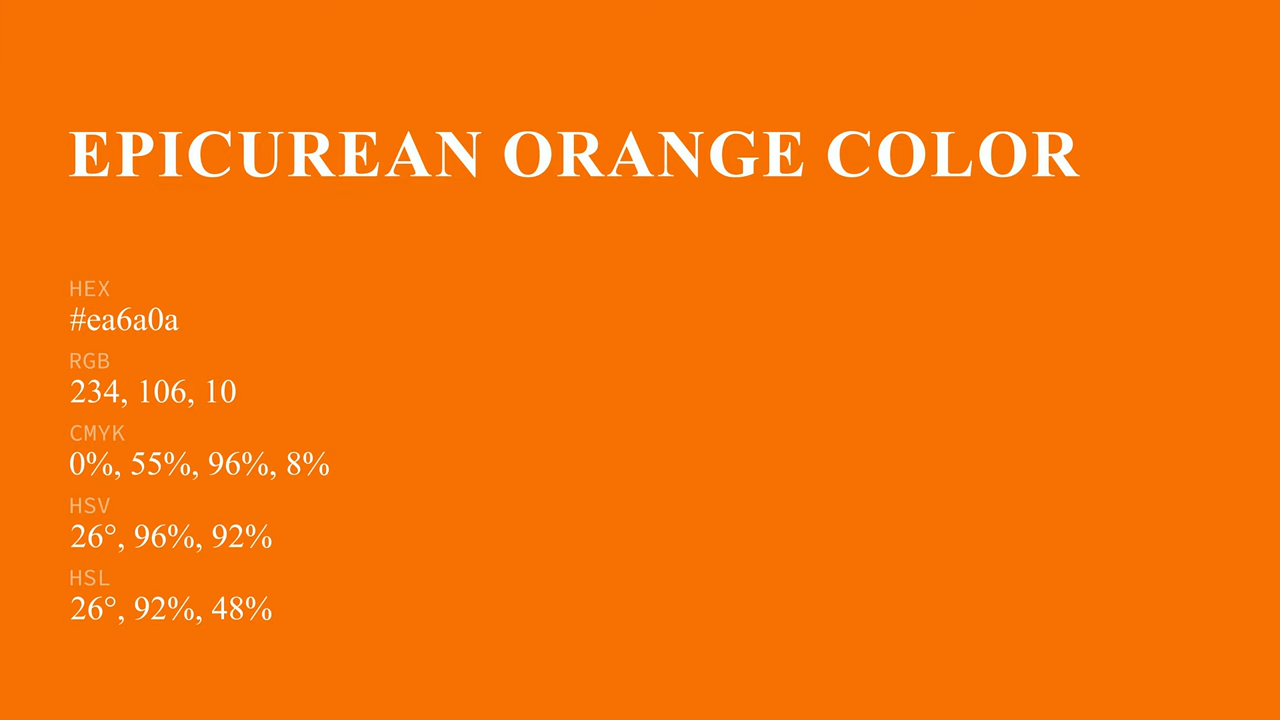 EPICUREAN ORANGE COLOR
HEX
#ea6a0a
RGB
234, 106, 10
CMYK
0%, 55%, 96%, 8%
HSV
26°, 96%, 92%
HSL
26°, 92%, 48%